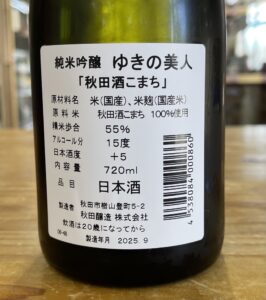 純米吟醸 ゆきの美人
「秋田酒こまち」
原材料名 米(国産)、米麹(国産米)
原料米 秋田酒こまち 100%使用
精米歩合 55%
アルコール分 15度
日本酒度 +5
内容量 720ml
品目 日本酒
製造者 秋田市楢山登町5-2
秋田醸造 株式会社
飲酒は20歳になってから
製造年月 2025.9
4538084000860